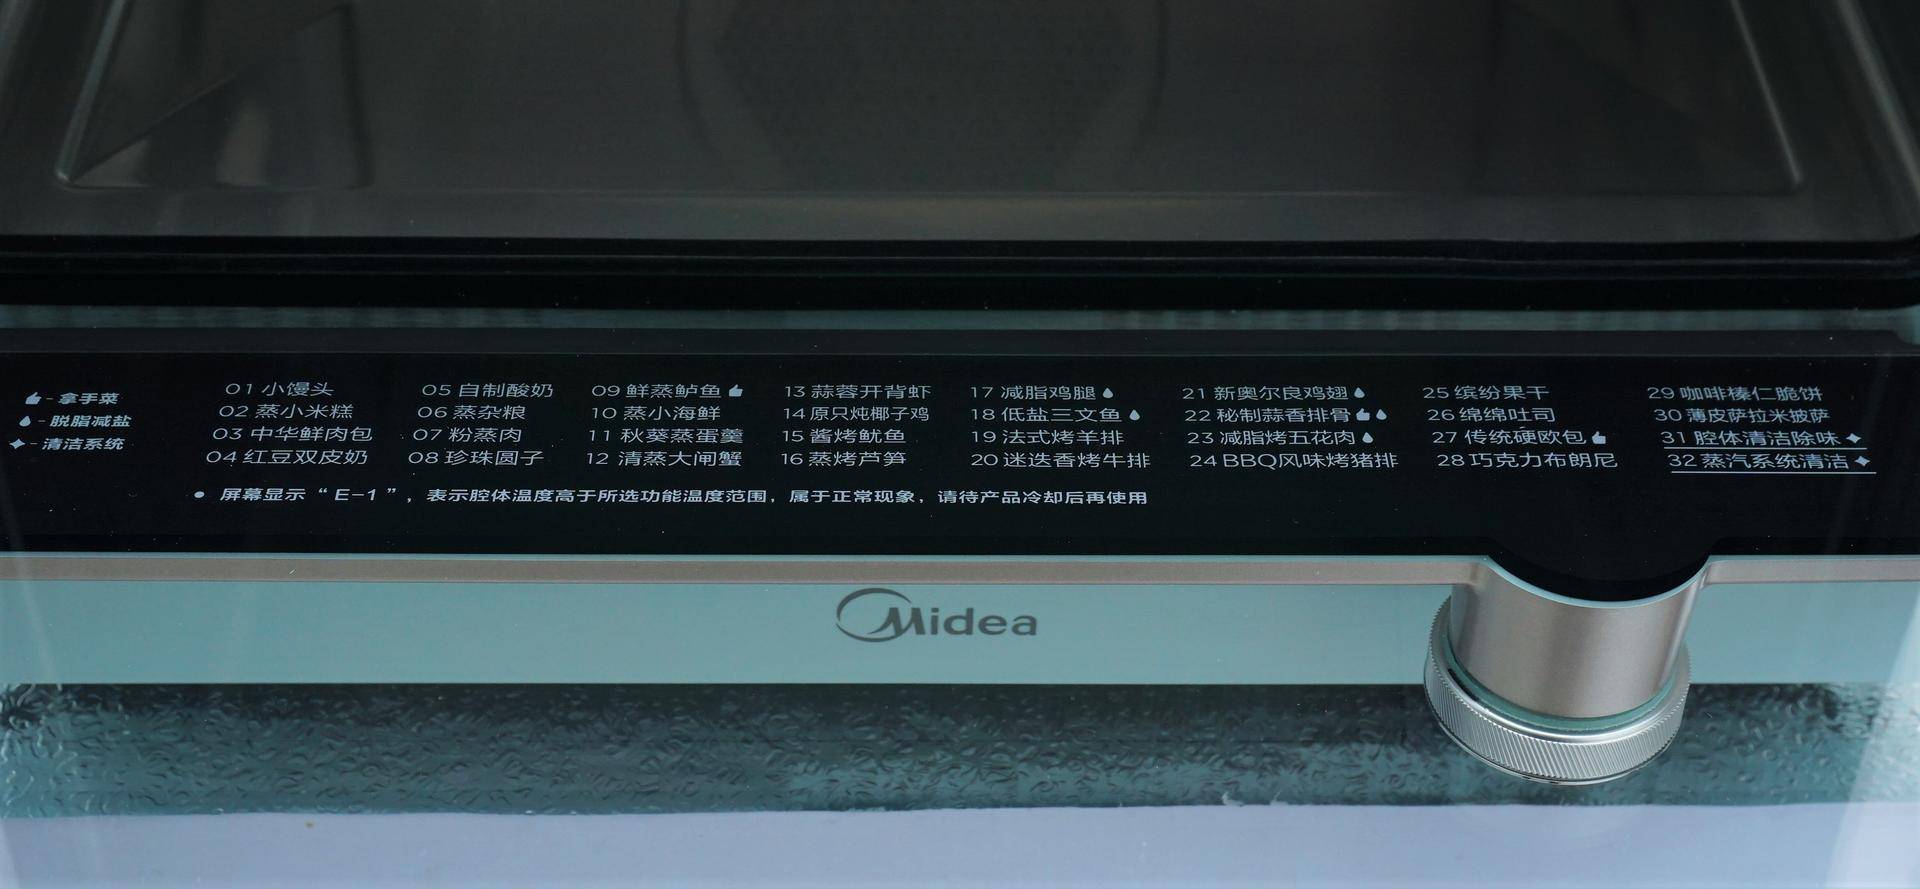 - 拿手菜
- 脱脂减盐
- 清洁系统
01 小馒头
02 蒸小米糕
03 中华鲜肉包
04 红豆双皮奶
05 自制酸奶
06 蒸杂粮
07 粉蒸肉
08 珍珠圆子
09 鲜蒸鲈鱼
10 蒸小海鲜
11 秋葵蒸蛋羹
12 清蒸大闸蟹
13 蒜蓉开背虾
14 原只炖椰子鸡
15 酱烤鱿鱼
16 蒸烤芦笋
17 减脂鸡腿
18 低盐三文鱼
19 法式烤羊排
20 迷迭香烤牛排
21 新奥尔良鸡翅
22 秘制蒜香排骨
23 减脂烤五花肉
24 BBQ风味烤猪排
25 缤纷果干
26 绵绵吐司
27 传统硬欧包
28 巧克力布朗尼
29 咖啡榛仁脆饼
30 薄皮萨拉米披萨
31 腔体清洁除味
32 蒸汽系统清洁
● 屏幕显示“E-1”，表示腔体温度高于所选功能温度范围，属于正常现象，请待产品冷却后再使用
Midea